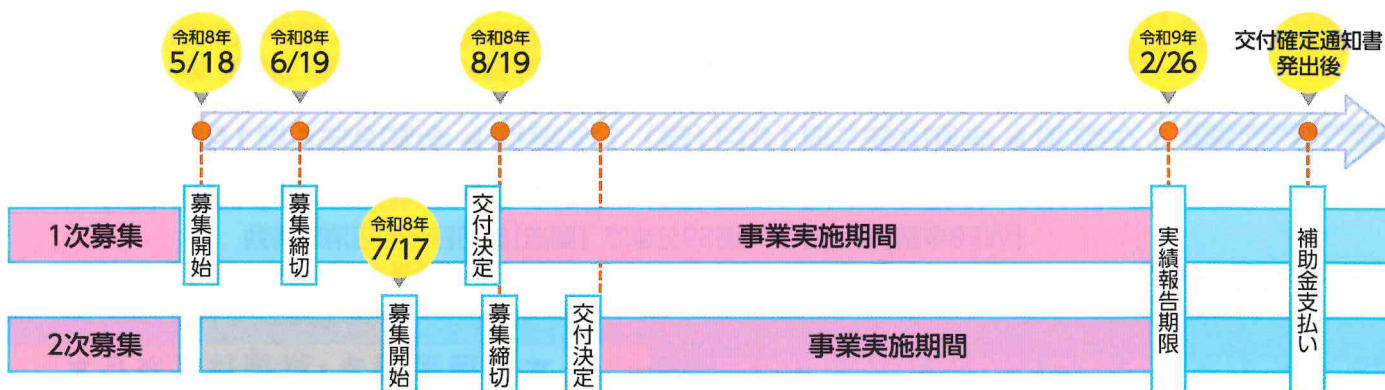 令和8年
5/18
令和8年
6/19
令和8年
8/19
令和9年
2/26
交付確定通知書
発出後
1次募集
募集開始
募集締切
令和8年
7/17
交付決定
事業実施期間
実績報告期限
補助金支払い
2次募集
募集開始
募集締切
交付決定
事業実施期間